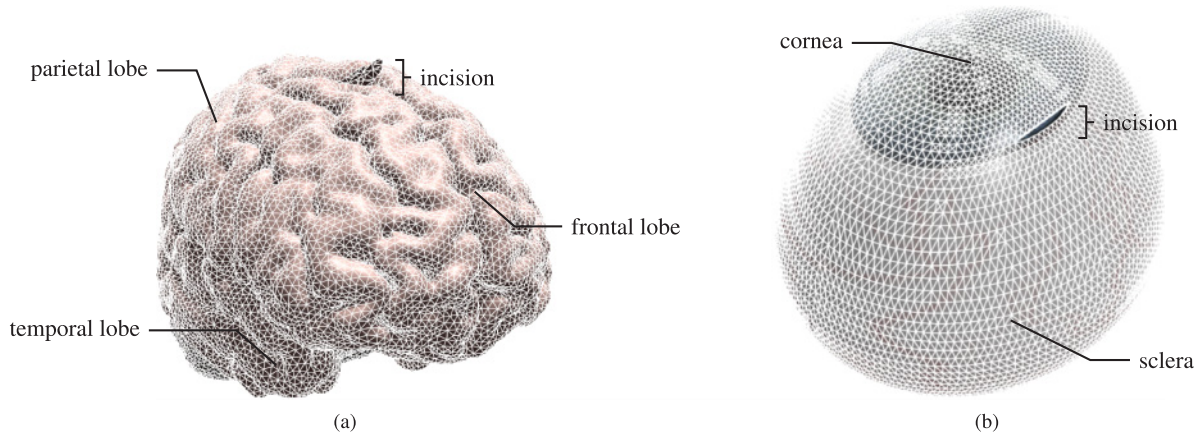 parietal lobe
incision
frontal lobe
temporal lobe
(a)
cornea
incision
sclera
(b)